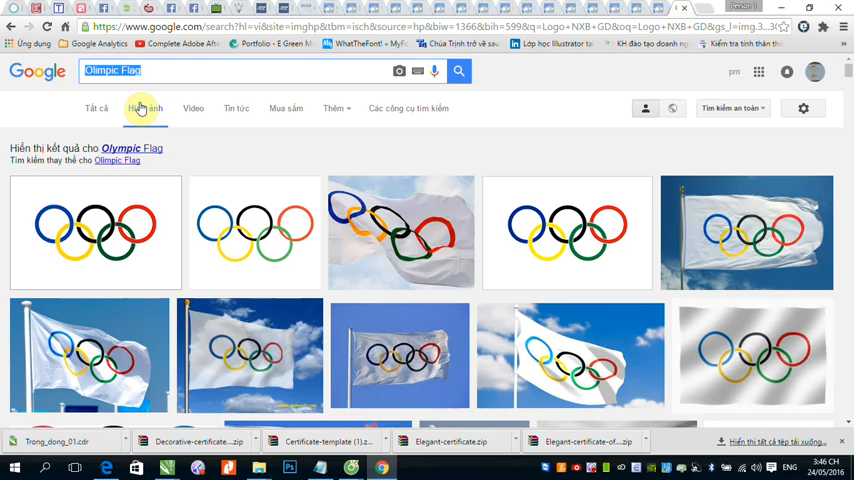 Person 1
https://www.google.com/search?hl=vi&site=imghp&tbm=isch&source=hp&biw=1366&bih=599&q=Logo+NXB+GD&oq=Logo+NXB+GD&gs_l=img.3...
Ứng dụng
Google Analytics
Complete Adobe After
Portfolio - E Green M
WhatTheFont! « MyFo
Chúa Trịnh trở về sau
Lớp học Illustrator tạ
KH đào tạo doanh ng
Kiểm tra tính thân thi
Google
Olimpic Flag
pm
Tất cả
Hình ảnh
Video
Tin tức
Mua sắm
Thêm
Các công cụ tìm kiếm
Tìm kiếm an toàn
Hiển thị kết quả cho Olympic Flag
Tìm kiếm thay thế cho Olimpic Flag
Trong_dong_01.cdr
Decorative-certificate....zip
Certificate-template (1).z...
Elegant-certificate.zip
Elegant-certificate-of....zip
Hiển thị tất cả tệp tải xuống...
ENG
3:46 CH
24/05/2016